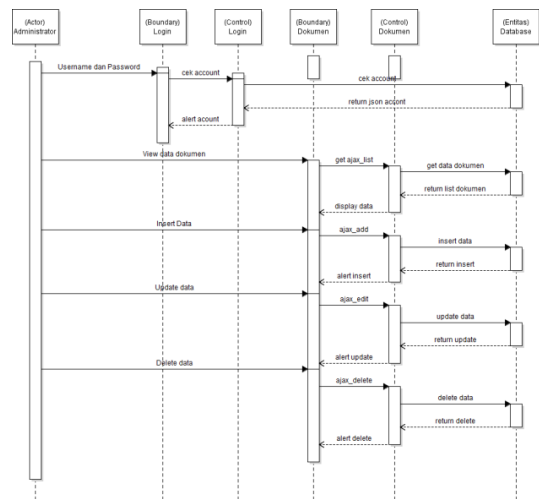 (Actor)
Administrator
(Boundary)
Login
(Control)
Login
(Boundary)
Dokumen
(Control)
Dokumen
(Entitas)
Database
Username dan Password
cek account
cek account
return json accont
alert acount
View data dokumen
get ajax_list
get data dokumen
return list dokumen
display data
Insert Data
ajax_add
insert data
return insert
alert insert
Update data
ajax_edit
update data
return update
alert update
Delete data
ajax_delete
delete data
return delete
alert delete